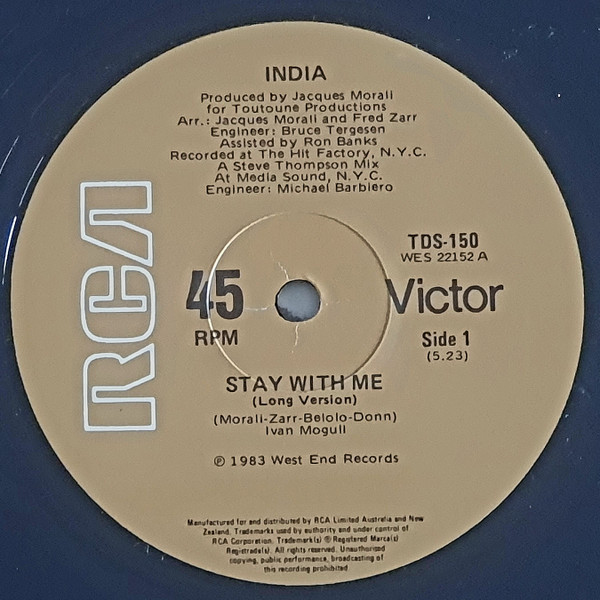 INDIA
Produced by Jacques Morali
for Toutoune Productions
Arr.: Jacques Morali and Fred Zarr
Engineer: Bruce Tergesen
Assisted by Ron Banks
Recorded at The Hit Factory, N.Y.C.
A Steve Thompson Mix
At Media Sound, N.Y.C.
Engineer: Michael Barbiero
RCA
TDS-150
WES 22152 A
45
RPM
Victor
Side 1
(5.23)
STAY WITH ME
(Long Version)
(Morali-Zarr-Belolo-Donn)
Ivan Mogull
℗ 1983 West End Records
Manufactured for and distributed by RCA Limited Australia and New
Zealand. Trademarks used by authority and under control of
RCA Corporation. Trademark(s) ®Registered Marca(s)
Registrada(s). All rights reserved. Unauthorised
copying, public performance, broadcasting of
this recording prohibited